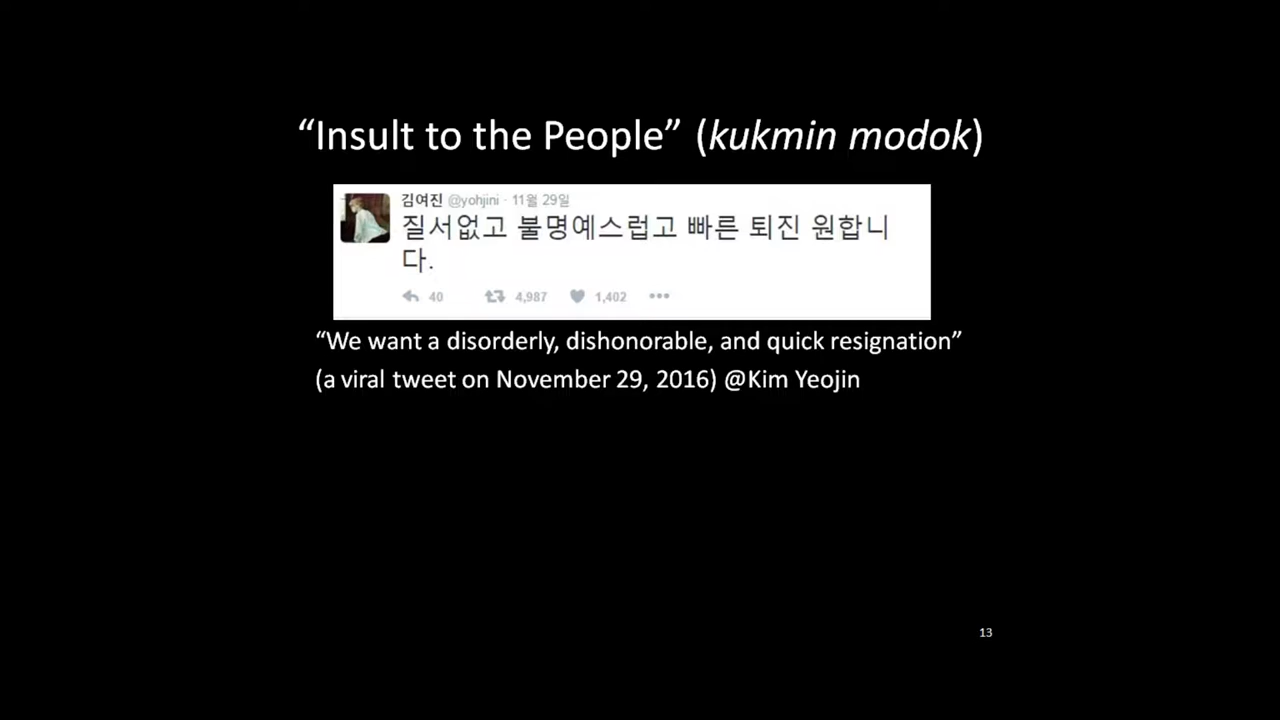 “Insult to the People” (kukmin modok)
김여진 @yohjini · 11월 29일
질서없고 불명예스럽고 빠른 퇴진 원합니
다.
40 4,987 1,402 •••
“We want a disorderly, dishonorable, and quick resignation”
(a viral tweet on November 29, 2016) @Kim Yeojin
13